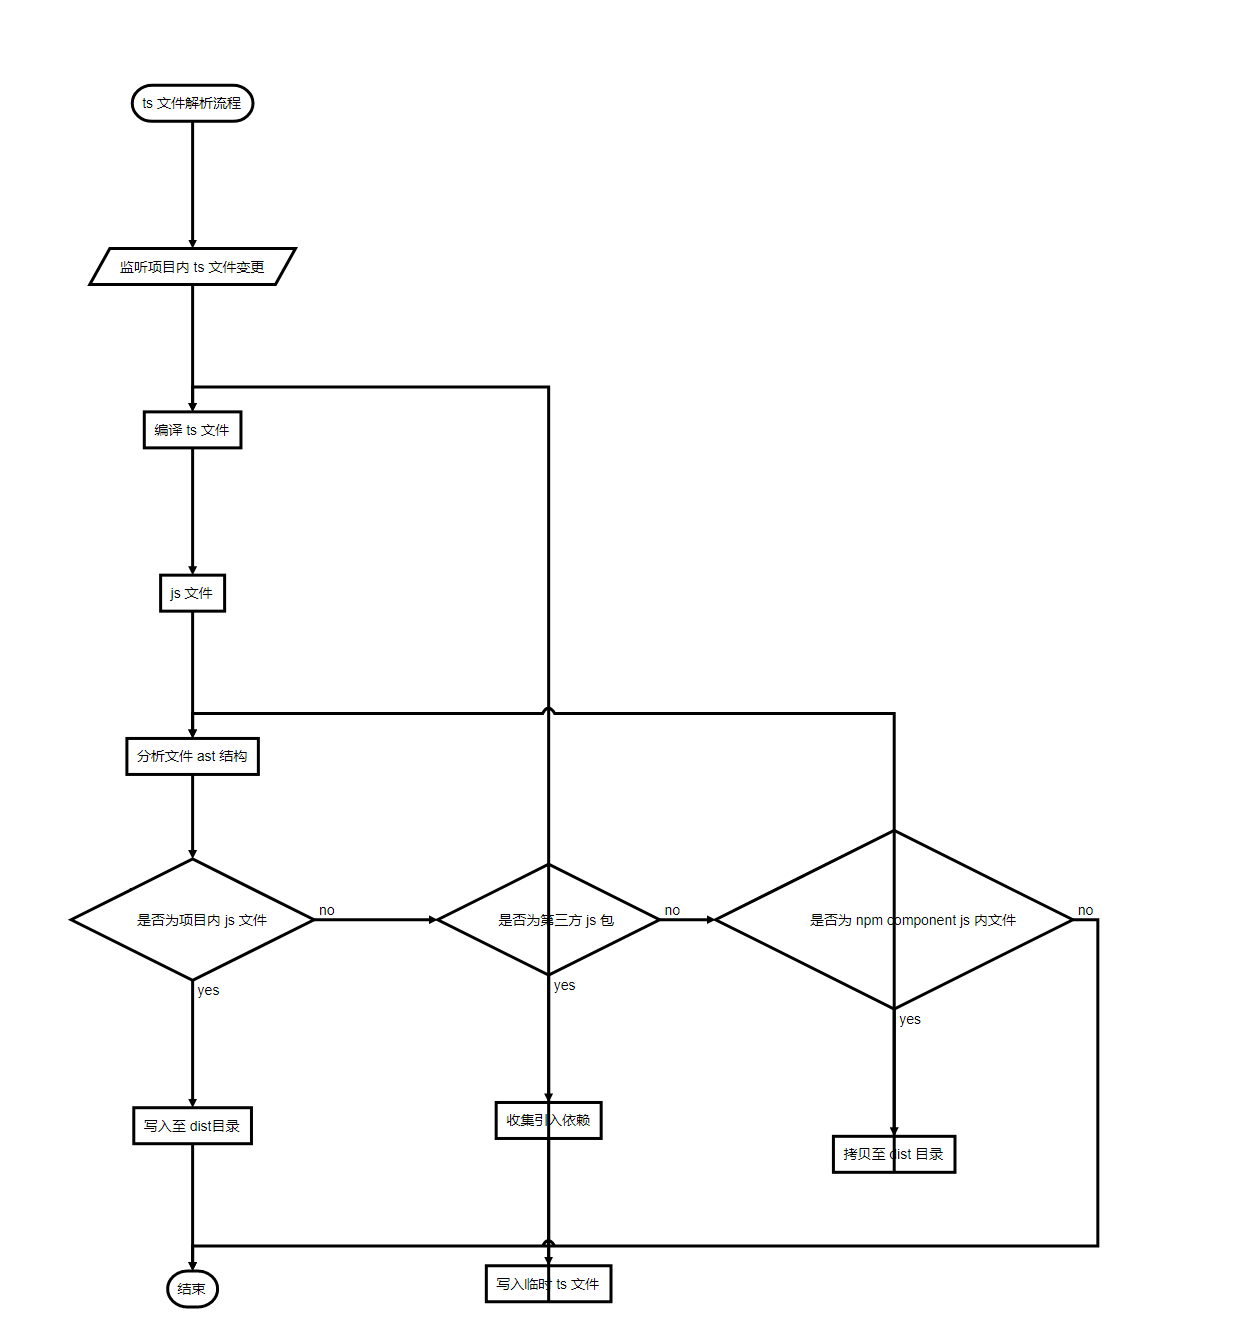 ts 文件解析流程
监听项目内 ts 文件变更
编译 ts 文件
js 文件
分析文件 ast 结构
是否为项目内 js 文件
no
是否为第三方 js 包
no
是否为 npm component js 内文件
no
yes
yes
yes
写入至 dist目录
收集引入依赖
拷贝至 dist 目录
结束
写入临时 ts 文件